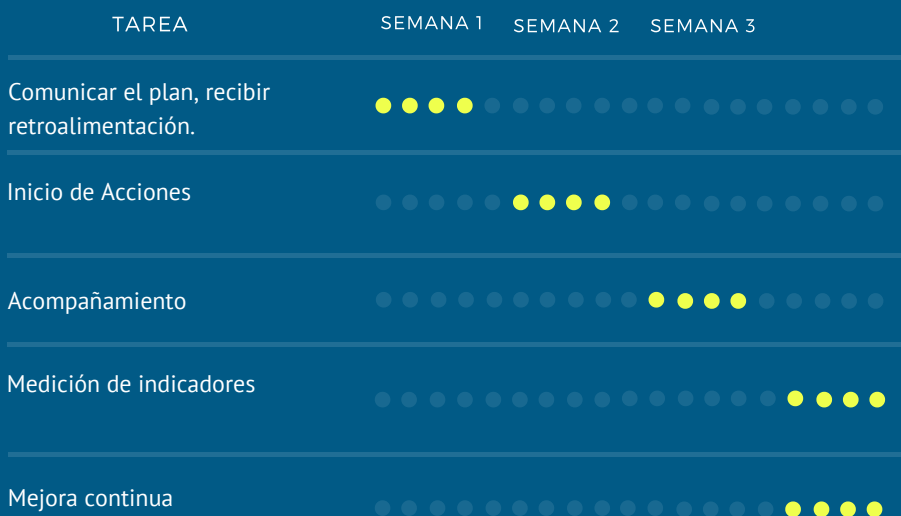 TAREA
SEMANA 1
SEMANA 2
SEMANA 3
Comunicar el plan, recibir
retroalimentación.
Inicio de Acciones
Acompañamiento
Medición de indicadores
Mejora continua